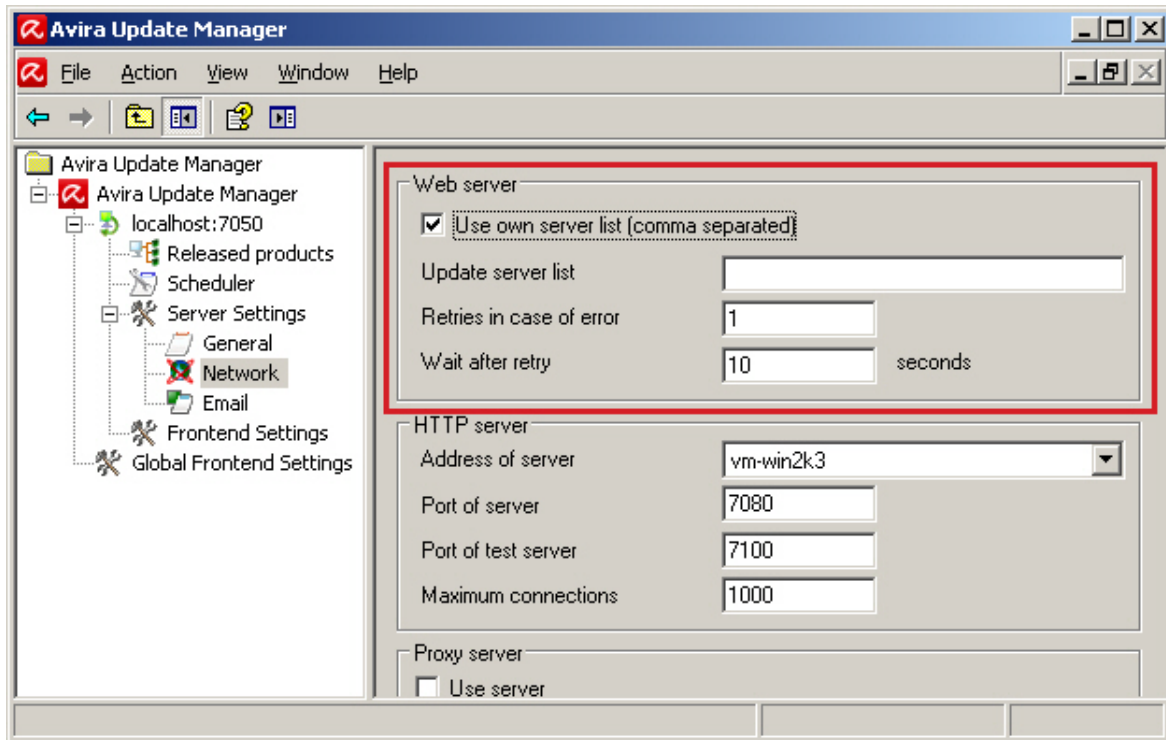 Avira Update Manager
File Action View Window Help
Avira Update Manager
Avira Update Manager
localhost:7050
Released products
Scheduler
Server Settings
General
Network
Email
Frontend Settings
Global Frontend Settings
Web server
Use own server list (comma separated)
Update server list
Retries in case of error 1
Wait after retry 10 seconds
HTTP server
Address of server vm-win2k3
Port of server 7080
Port of test server 7100
Maximum connections 1000
Proxy server
Use server